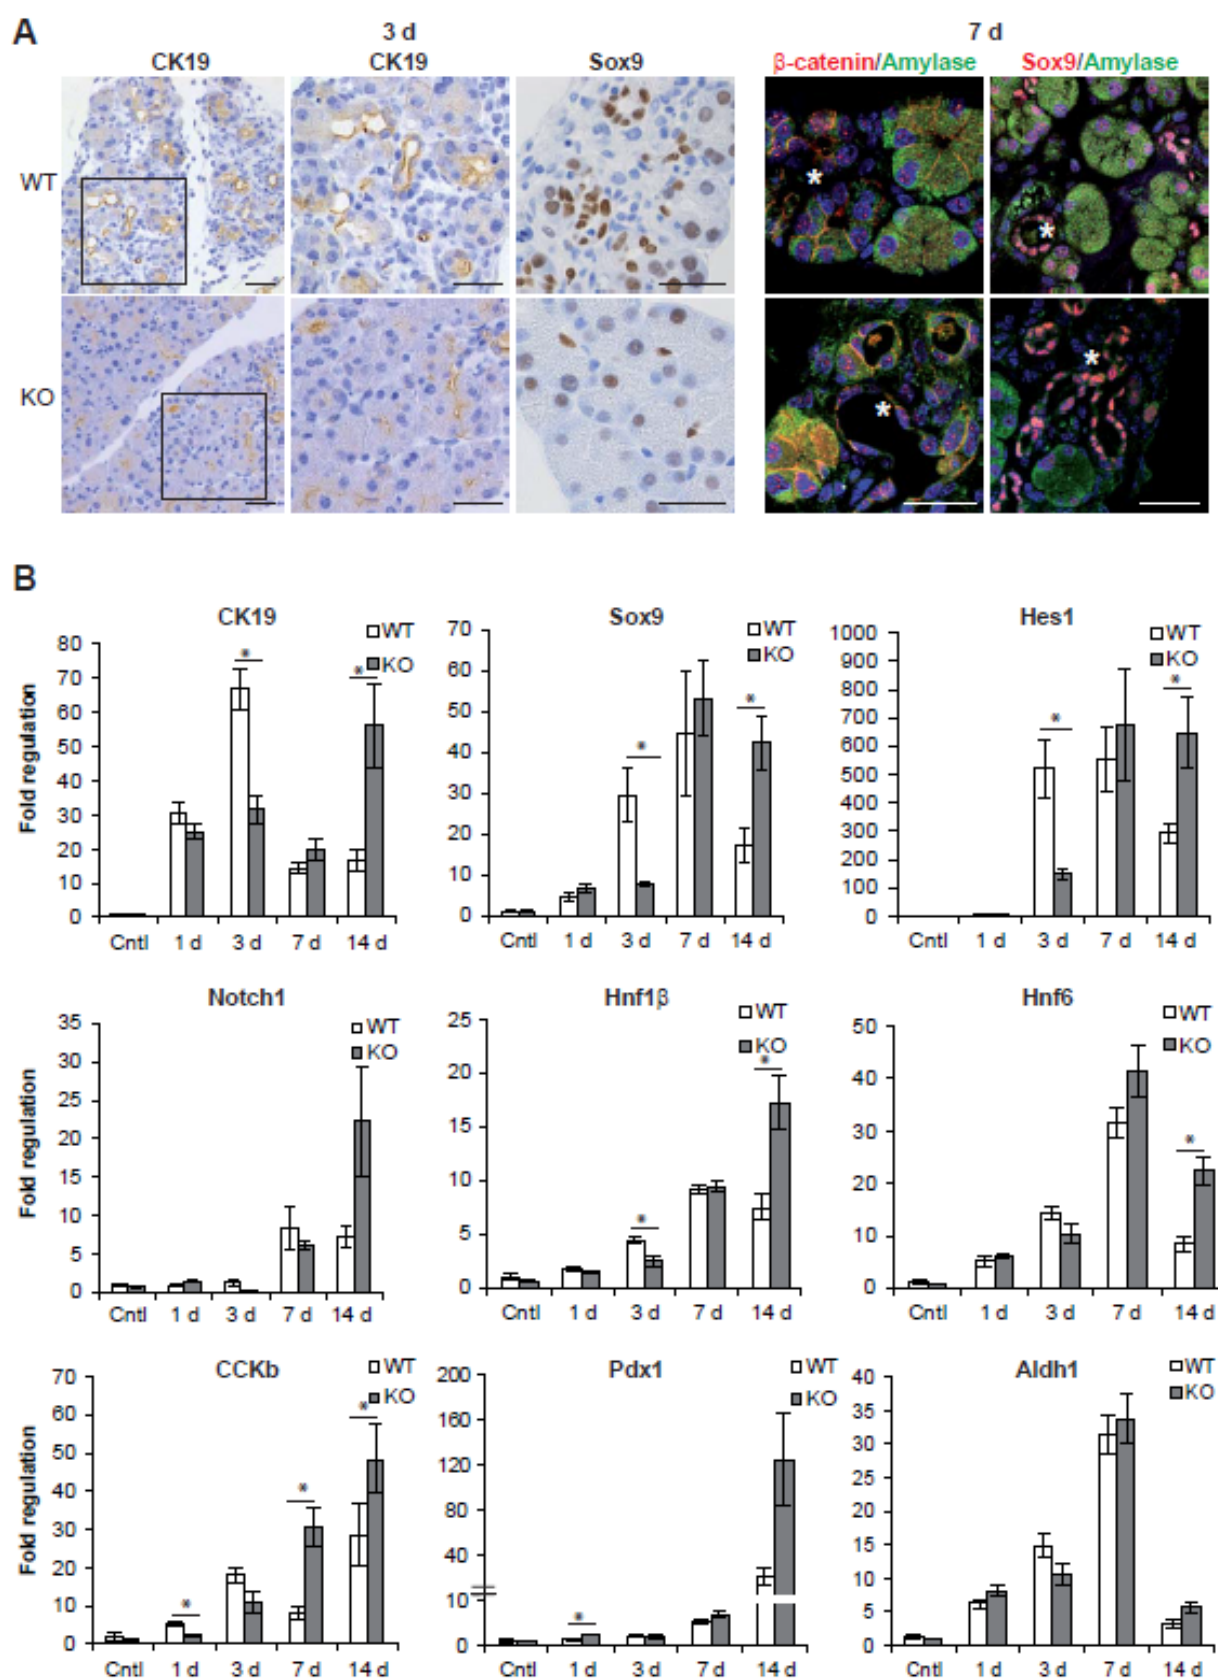 A
3 d
7 d
CK19
CK19
Sox9
β-catenin/Amylase
Sox9/Amylase
WT
*
*
KO
*
*
B
CK19
Sox9
Hes1
WT
KO
WT
KO
WT
KO
Fold regulation
80
70
60
50
40
30
20
10
0
*
*
Cntl 1 d 3 d 7 d 14 d
70
60
50
40
30
20
10
0
*
*
Cntl 1 d 3 d 7 d 14 d
1000
900
800
700
600
500
400
300
200
100
0
*
*
Cntl 1 d 3 d 7 d 14 d
Notch1
Hnf1β
Hnf6
WT
KO
WT
KO
WT
KO
Fold regulation
35
30
25
20
15
10
5
0
Cntl 1 d 3 d 7 d 14 d
25
20
15
10
5
0
*
*
Cntl 1 d 3 d 7 d 14 d
50
40
30
20
10
0
*
Cntl 1 d 3 d 7 d 14 d
CCKb
Pdx1
Aldh1
WT
KO
WT
KO
WT
KO
Fold regulation
70
60
50
40
30
20
10
0
*
*
*
Cntl 1 d 3 d 7 d 14 d
200
160
120
80
40
10
0
*
Cntl 1 d 3 d 7 d 14 d
40
35
30
25
20
15
10
5
0
Cntl 1 d 3 d 7 d 14 d